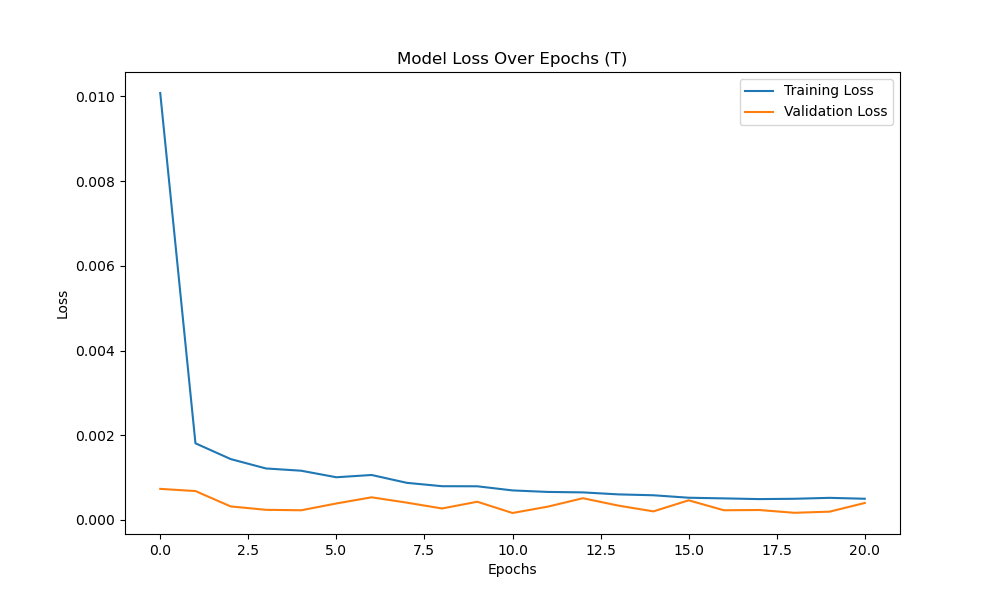 Model Loss Over Epochs (T)
Training Loss
Validation Loss
0.010
0.008
0.006
0.004
0.002
0.000
Loss
0.0 2.5 5.0 7.5 10.0 12.5 15.0 17.5 20.0
Epochs